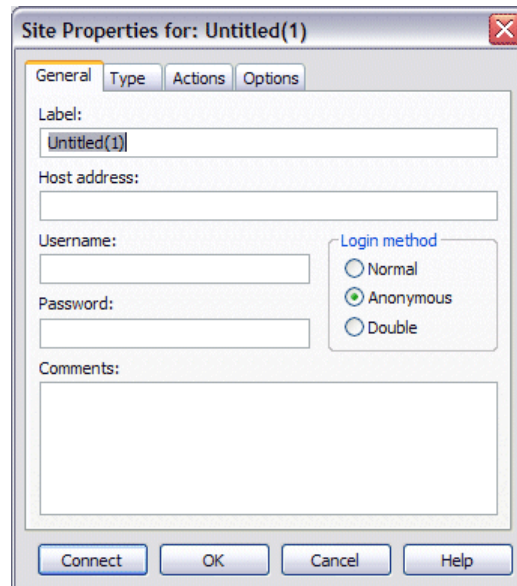 Site Properties for: Untitled(1)
General Type Actions Options
Label:
Untitled(1)
Host address:
Username:
Login method
Normal
Anonymous
Double
Password:
Comments:
Connect OK Cancel Help